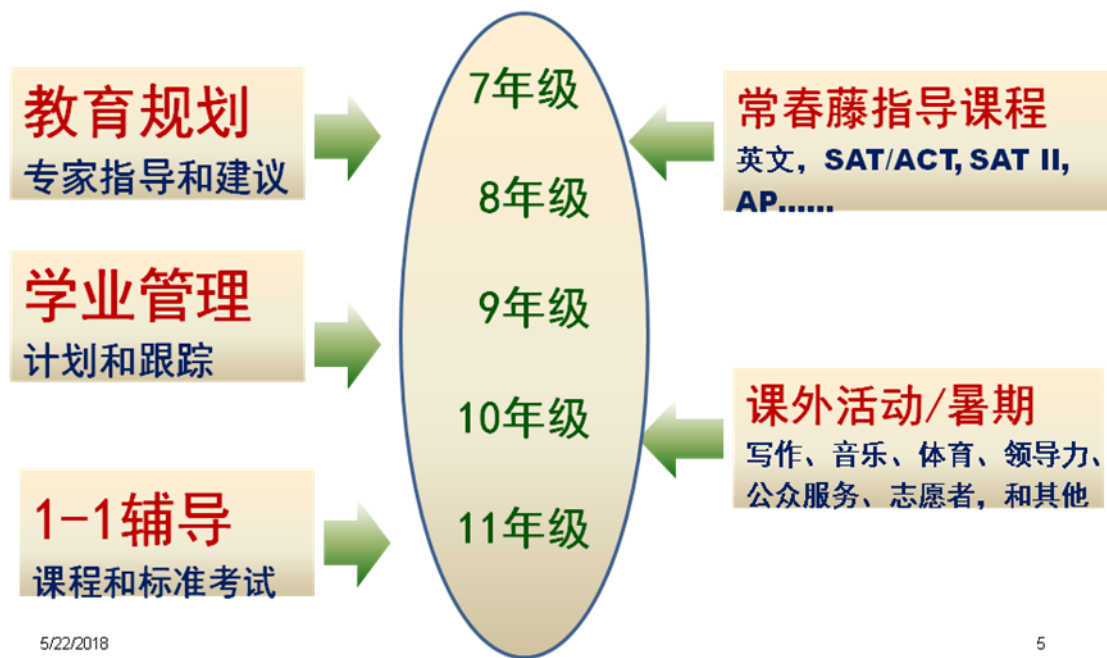 教育规划
专家指导和建议
学业管理
计划和跟踪
1-1辅导
课程和标准考试
7年级
8年级
9年级
10年级
11年级
常春藤指导课程
英文，SAT/ACT, SAT II,
AP......
课外活动/暑期
写作、音乐、体育、领导力、
公众服务、志愿者，和其他
5/22/2018
5